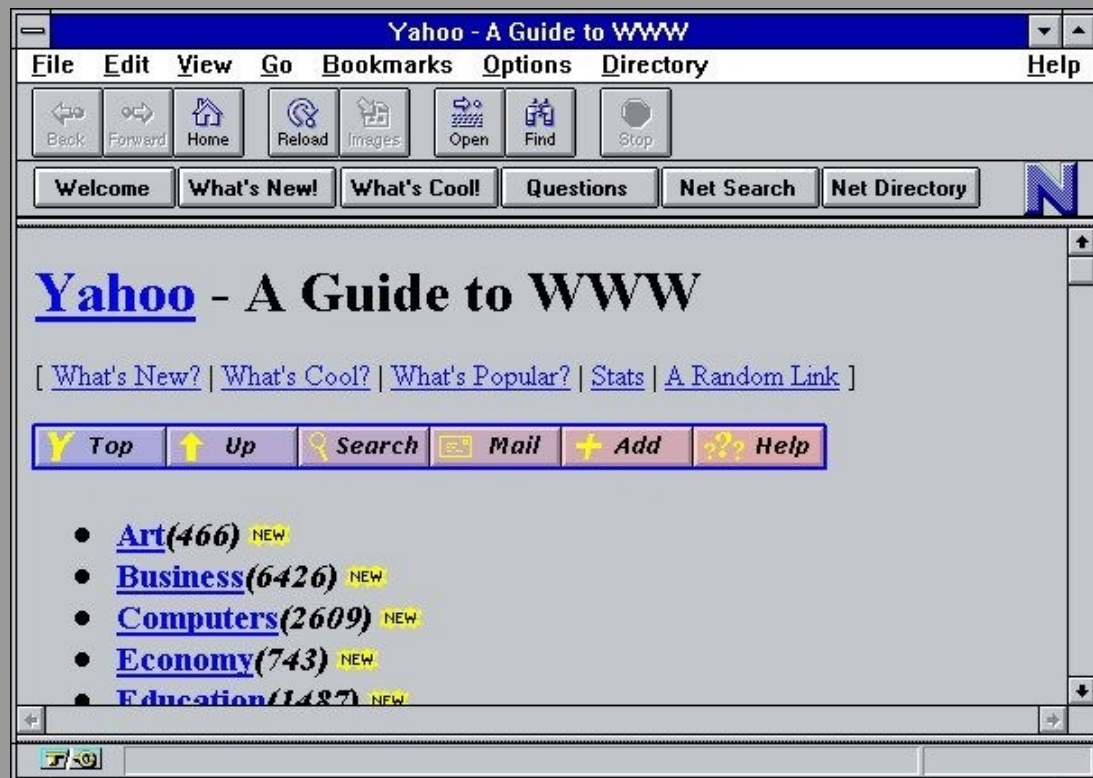 Yahoo - A Guide to WWW
File Edit View Go Bookmarks Options Directory Help
Back Forward Home Reload Images Open Find Stop
Welcome What's New! What's Cool! Questions Net Search Net Directory
N
Yahoo - A Guide to WWW
[ What's New? | What's Cool? | What's Popular? | Stats | A Random Link ]
Y Top Up Search Mail Add ??? Help
Art(466) NEW
Business(6426) NEW
Computers(2609) NEW
Economy(743) NEW
Education(1487) NEW